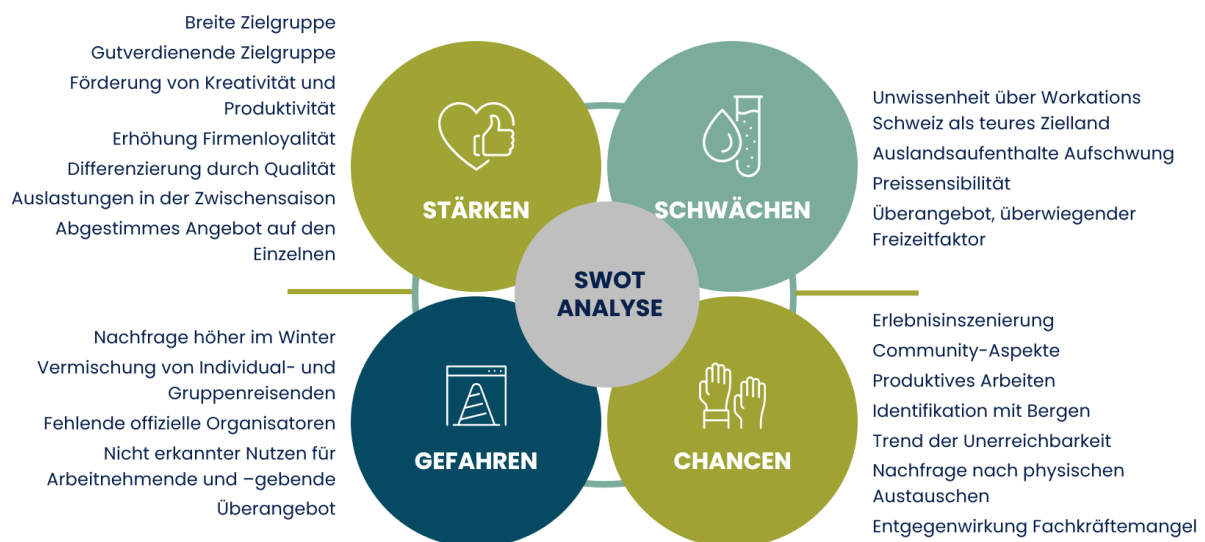 Breite Zielgruppe
Gutverdienende Zielgruppe
Förderung von Kreativität und
Produktivität
Erhöhung Firmenloyalität
Differenzierung durch Qualität
Auslastungen in der Zwischensaison
Abgestimmes Angebot auf den
Einzelnen
STÄRKEN
SCHWÄCHEN
Unwissenheit über Workations
Schweiz als teures Zielland
Auslandsaufenthalte Aufschwung
Preissensibilität
Überangebot, überwiegender
Freizeitfaktor
SWOT
ANALYSE
Nachfrage höher im Winter
Vermischung von Individual- und
Gruppenreisenden
Fehlende offizielle Organisatoren
Nicht erkannter Nutzen für
Arbeitnehmende und –gebende
Überangebot
GEFAHREN
CHANCEN
Erlebnisinszenierung
Community-Aspekte
Produktives Arbeiten
Identifikation mit Bergen
Trend der Unerreichbarkeit
Nachfrage nach physischen
Austauschen
Entgegenwirkung Fachkräftemangel